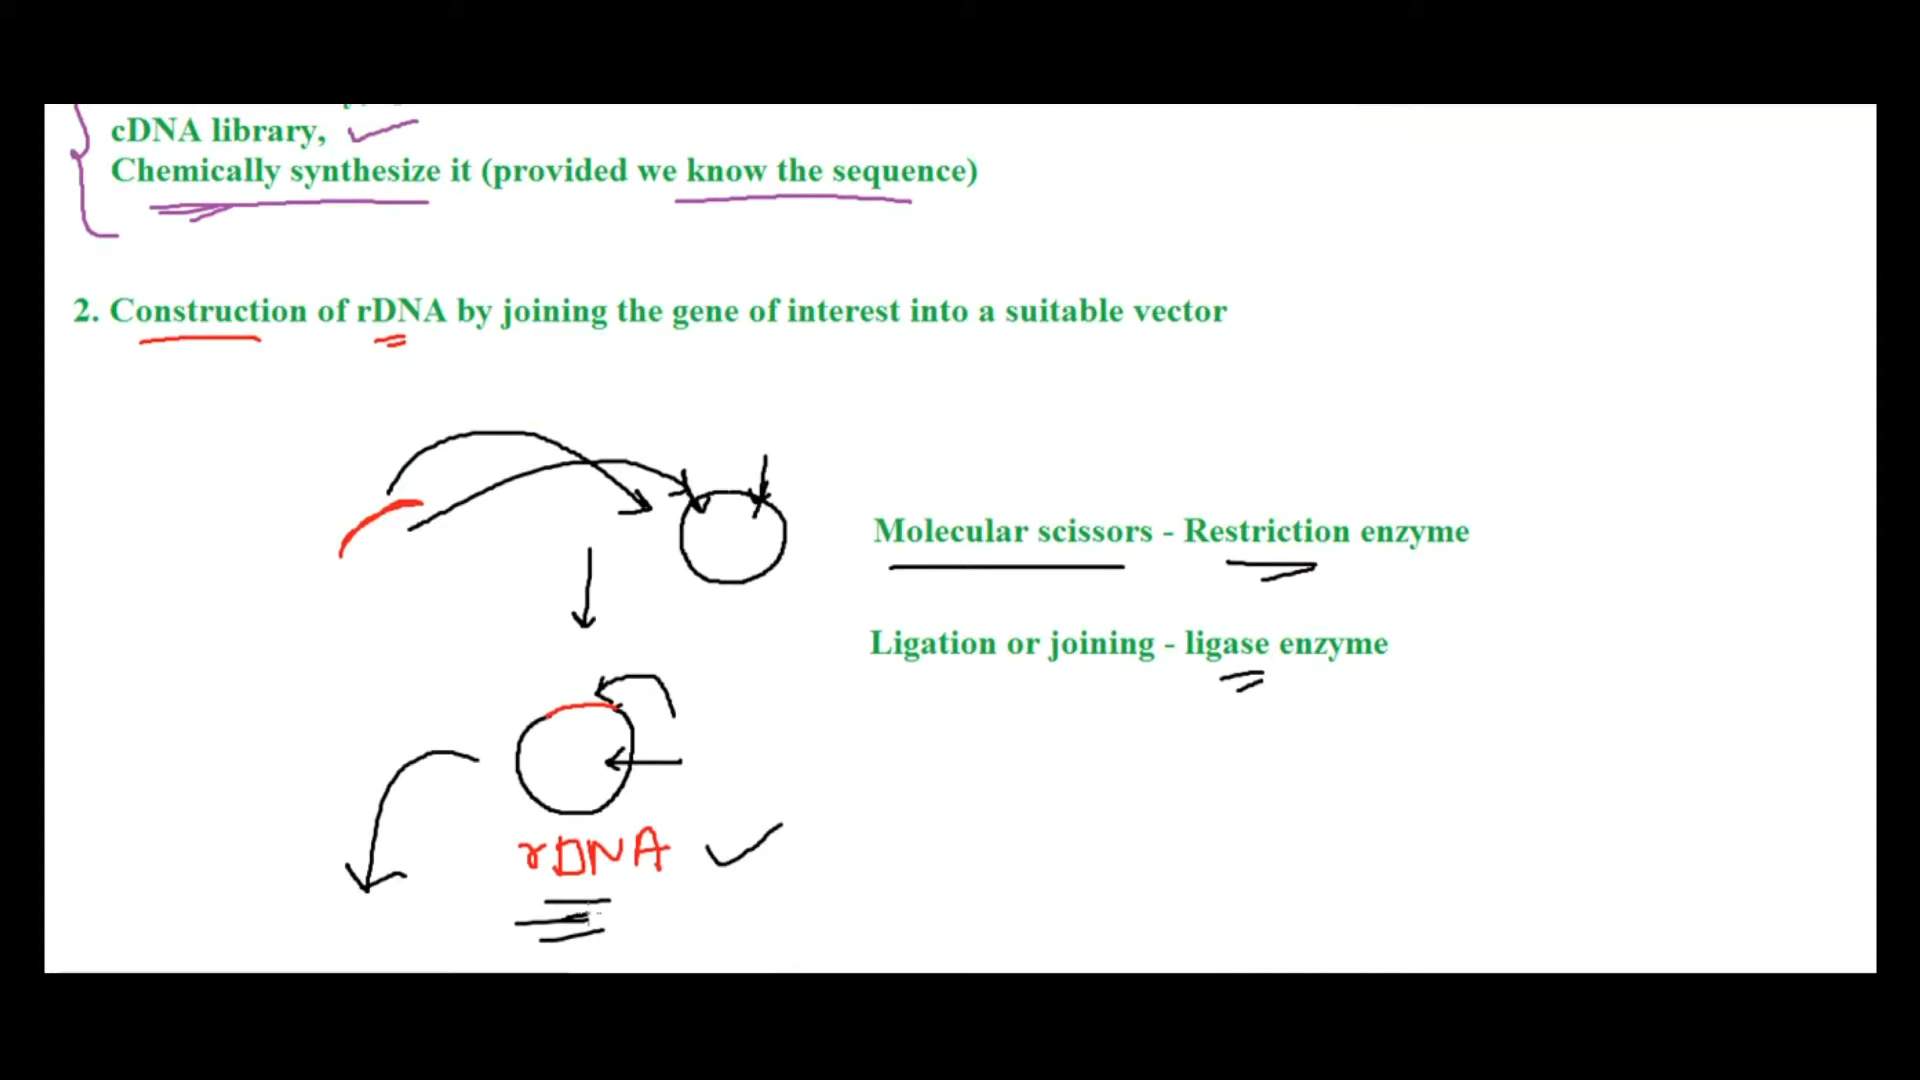 cDNA library,
Chemically synthesize it (provided we know the sequence)
2. Construction of rDNA by joining the gene of interest into a suitable vector
Molecular scissors - Restriction enzyme
Ligation or joining - ligase enzyme
rDNA